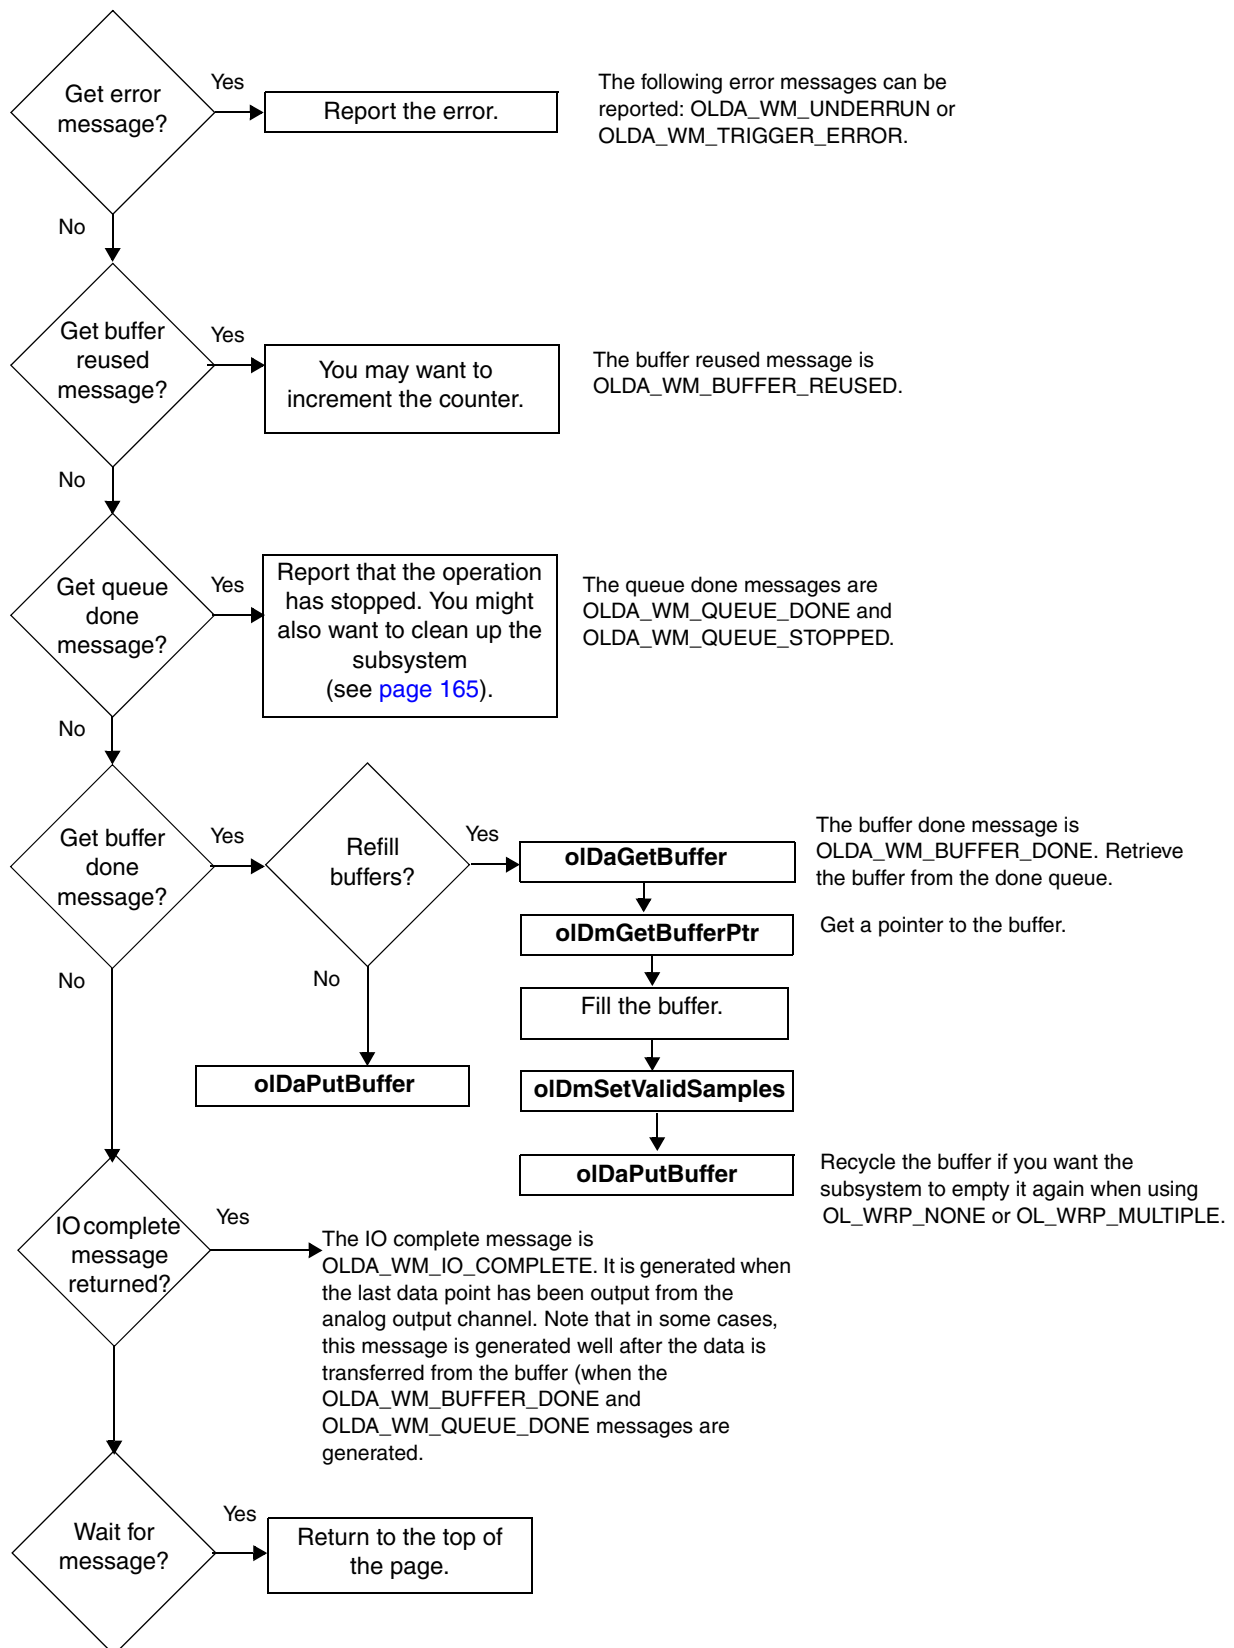 Get error
message?
Yes
Report the error.
The following error messages can be
reported: OLDA_WM_UNDERRUN or
OLDA_WM_TRIGGER_ERROR.
No
Get buffer
reused
message?
Yes
You may want to
increment the counter.
The buffer reused message is
OLDA_WM_BUFFER_REUSED.
No
Get queue
done
message?
Yes
Report that the operation
has stopped. You might
also want to clean up the
subsystem
(see page 165).
The queue done messages are
OLDA_WM_QUEUE_DONE and
OLDA_WM_QUEUE_STOPPED.
No
Get buffer
done
message?
Yes
Refill
buffers?
Yes
olDaGetBuffer
The buffer done message is
OLDA_WM_BUFFER_DONE. Retrieve
the buffer from the done queue.
olDmGetBufferPtr
Get a pointer to the buffer.
No
No
Fill the buffer.
olDaPutBuffer
olDmSetValidSamples
olDaPutBuffer
Recycle the buffer if you want the
subsystem to empty it again when using
OL_WRP_NONE or OL_WRP_MULTIPLE.
IO complete
message
returned?
Yes
The IO complete message is
OLDA_WM_IO_COMPLETE. It is generated when
the last data point has been output from the
analog output channel. Note that in some cases,
this message is generated well after the data is
transferred from the buffer (when the
OLDA_WM_BUFFER_DONE and
OLDA_WM_QUEUE_DONE messages are
generated.
Wait for
message?
Yes
Return to the top of
the page.